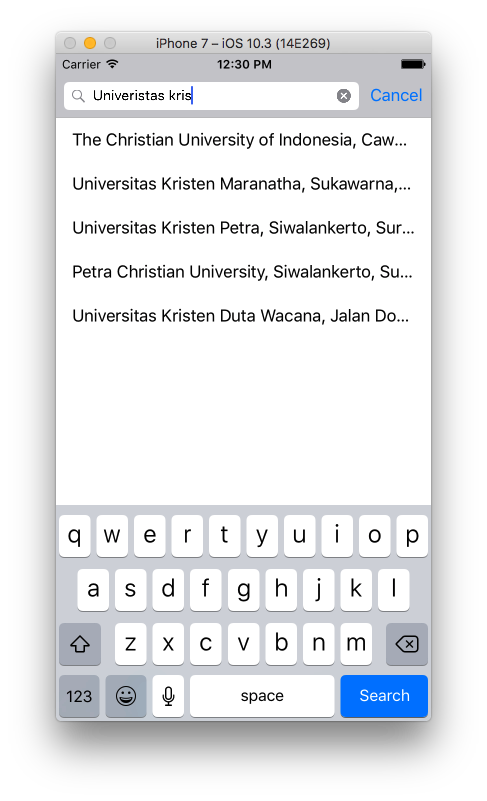 iPhone 7 – iOS 10.3 (14E269)
Carrier 12:30 PM
Univeristas kris Cancel
The Christian University of Indonesia, Caw...
Universitas Kristen Maranatha, Sukawarna,...
Universitas Kristen Petra, Siwalankerto, Sur...
Petra Christian University, Siwalankerto, Su...
Universitas Kristen Duta Wacana, Jalan Do...
q w e r t y u i o p
a s d f g h j k l
z x c v b n m
123 space Search